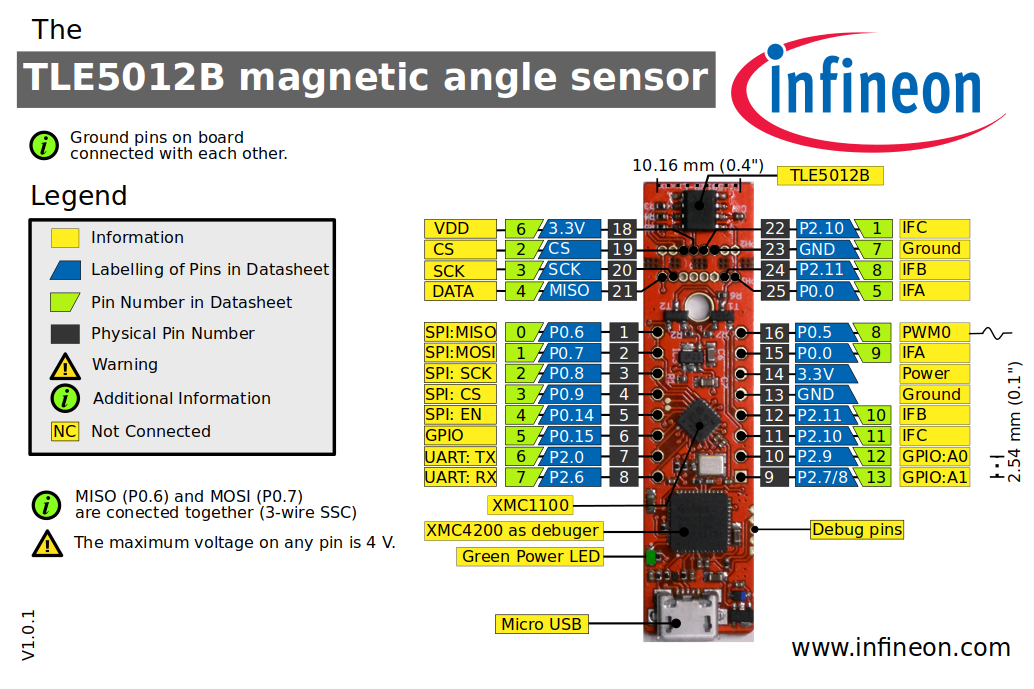 The
TLE5012B magnetic angle sensor
infineon
Ground pins on board
connected with each other.
Legend
Information
Labelling of Pins in Datasheet
Pin Number in Datasheet
Physical Pin Number
Warning
Additional Information
NC Not Connected
MISO (P0.6) and MOSI (P0.7)
are conected together (3-wire SSC)
The maximum voltage on any pin is 4 V.
V1.0.1
10.16 mm (0.4")
TLE5012B
VDD 6 3.3V 18
CS 2 CS 19
SCK 3 SCK 20
DATA 4 MISO 21
22 P2.10 1 IFC
23 GND 7 Ground
24 P2.11 8 IFB
25 P0.0 5 IFA
SPI:MISO 0 P0.6 1
SPI:MOSI 1 P0.7 2
SPI: SCK 2 P0.8 3
SPI: CS 3 P0.9 4
SPI: EN 4 P0.14 5
GPIO 5 P0.15 6
UART: TX 6 P2.0 7
UART: RX 7 P2.6 8
16 P0.5 8 PWM0
15 P0.0 9 IFA
14 3.3V Power
13 GND Ground
12 P2.11 10 IFB
11 P2.10 11 IFC
10 P2.9 12 GPIO:A0
9 P2.7/8 13 GPIO:A1
2.54 mm (0.1")
XMC1100
XMC4200 as debuger
Green Power LED
Debug pins
Micro USB
www.infineon.com